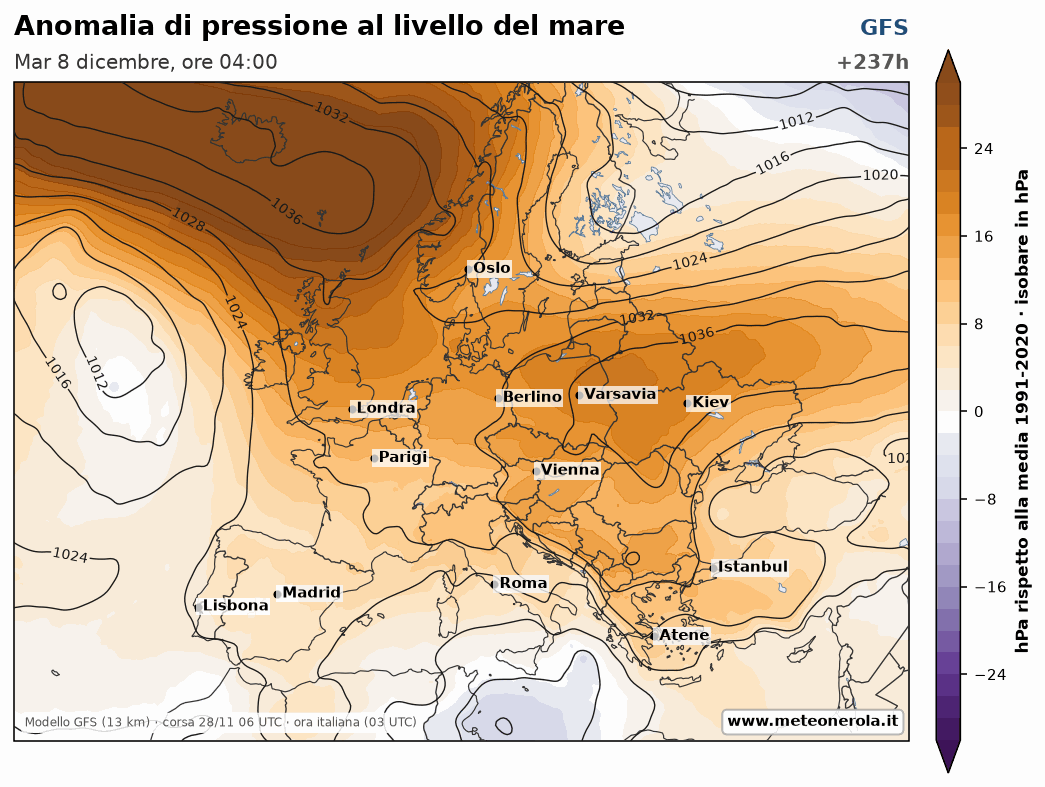 Anomalia di pressione al livello del mare
GFS
Mar 8 dicembre, ore 04:00
+237h
1032
1012
1016
1020
1036
1028
1024
Oslo
1024
1032
1036
1016
1012
Berlino
Varsavia
Kiev
Londra
Parigi
Vienna
1024
Istanbul
Roma
Madrid
Lisbona
Atene
Modello GFS (13 km) · corsa 28/11 06 UTC · ora italiana (03 UTC)
www.meteonerola.it
24
16
8
0
−8
−16
−24
hPa rispetto alla media 1991-2020 · isobare in hPa